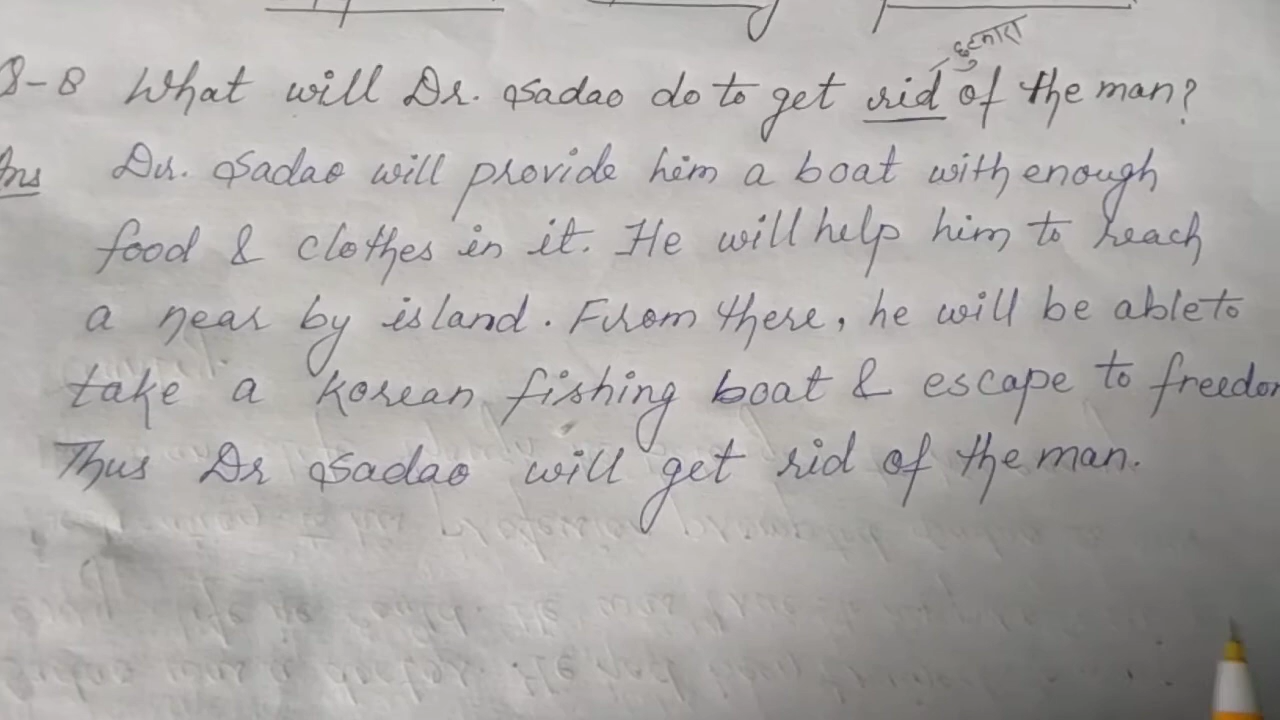 छुटकारा
Q-8 What will Dr. Sadao do to get rid of the man?
Ans Dr. Sadao will provide him a boat with enough
food & clothes in it. He will help him to reach
a near by island. From there, he will be able to
take a Korean fishing boat & escape to freedom
Thus Dr Sadao will get rid of the man.